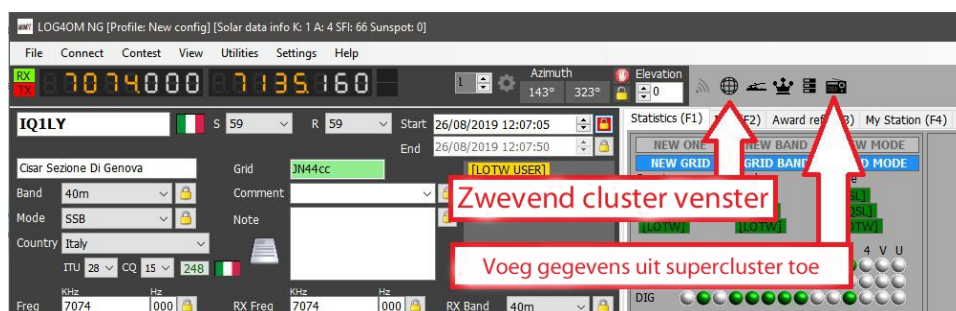 LOG4OM NG [Profile: New config] [Solar data info K: 1 A: 4 SFI: 66 Sunspot: 0]
File Connect Contest View Utilities Settings Help
RX 7074.000 7135.160 1 Azimuth Elevation
TX 143° 323° 0
IQ1LY S 59 R 59 Start 26/08/2019 12:07:05 Statistics (F1) (F2) Award My Station (F4)
End 26/08/2019 12:07:50
NEW ONE NEW BAND MODE
Cisar Sezione Di Genova Grid JN44cc [LOTW USER] NEW GRID GRID BAND MODE
Band 40m Comment
Zwevend cluster venster
Mode SSB Note
[LOTW] [LOTW]
Country Italy
4 V U
ITU 28 CQ 15 248
Voeg gegevens uit supercluster toe
KHz Hz KHz Hz
DIG
Freq 7074 000 RX Freq 7074 000 RX Band 40m